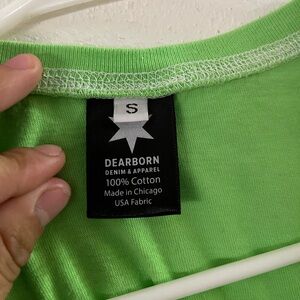 S
DEARBORN
DENIM & APPAREL
100% Cotton
Made in Chicago
USA Fabric